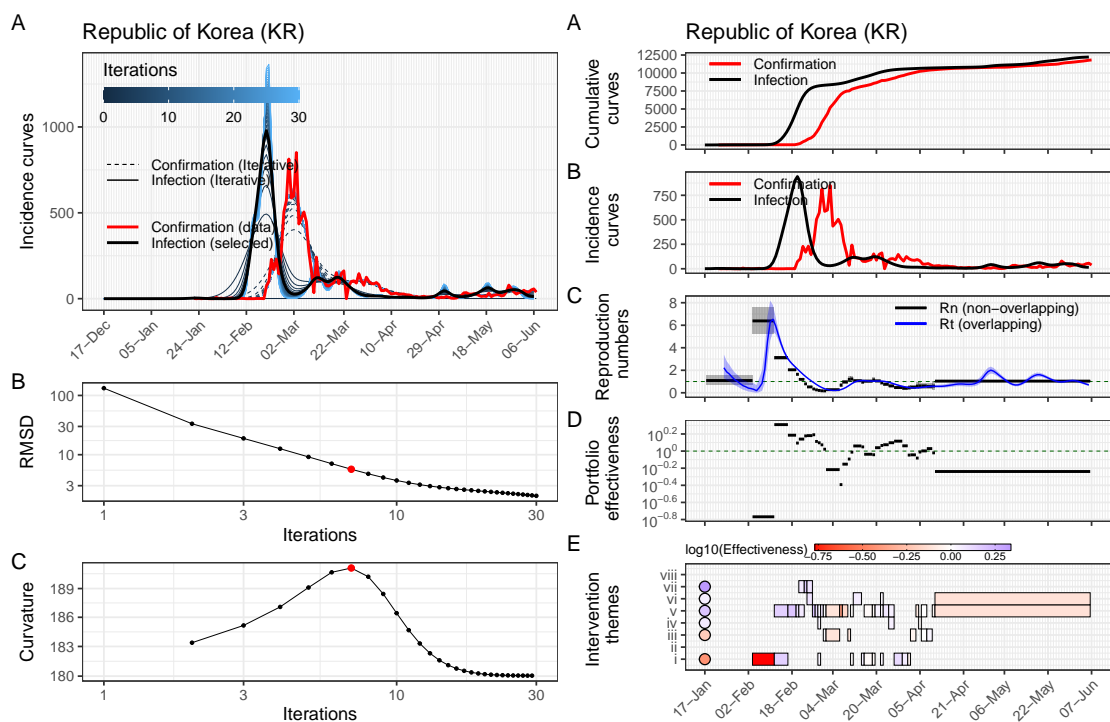 A
Republic of Korea (KR)
Iterations
0 10 20 30
Confirmation (Iterative)
Infection (Iterative)
Confirmation (data)
Infection (selected)
Incidence curves
0
500
1000
17−Dec 05−Jan 24−Jan 12−Feb 02−Mar 22−Mar 10−Apr 29−Apr 18−May 06−Jun
B
RMSD
100
30
10
3
1 3 10 30
Iterations
C
Curvature
189
186
183
180
1 3 10 30
Iterations
A
Republic of Korea (KR)
Cumulative
curves
12500
10000
7500
5000
2500
0
Confirmation
Infection
B
Incidence curves
750
500
250
0
Confirmation
Infection
C
Reproduction
numbers
8
6
4
2
0
Rn (non−overlapping)
Rt (overlapping)
D
Portfolio
effectiveness
10^0.2
10^0
10^−0.2
10^−0.4
10^−0.6
10^−0.8
E
log10(Effectiveness)
−0.75 −0.50 −0.25 0.00 0.25
Intervention
themes
viii
vii
vi
v
iv
iii
ii
i
17−Jan 02−Feb 18−Feb 04−Mar 20−Mar 05−Apr 21−Apr 06−May 22−May 07−Jun